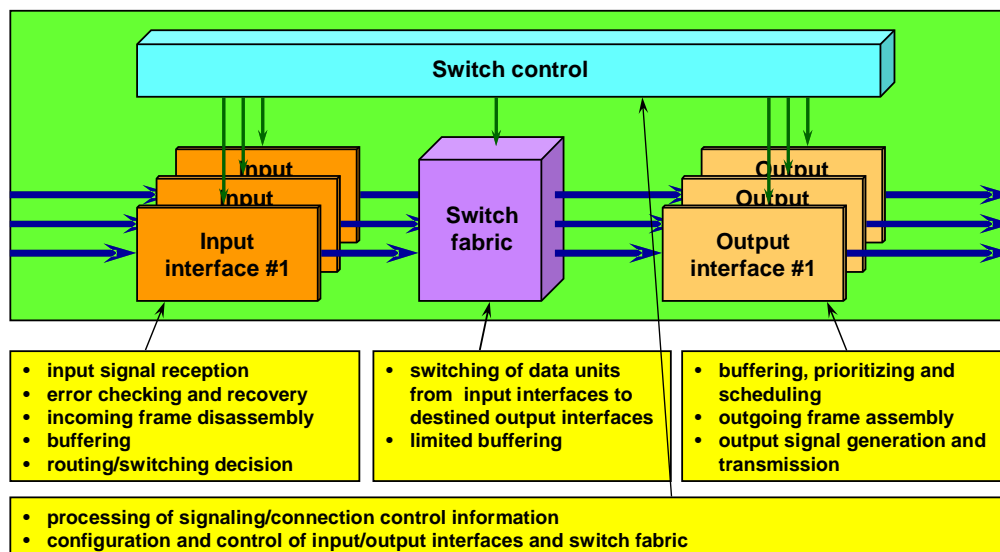 Switch control
Input
Input
Input
interface #1
Switch
fabric
Output
Output
Output
interface #1
• input signal reception
• error checking and recovery
• incoming frame disassembly
• buffering
• routing/switching decision
• switching of data units
from input interfaces to
destined output interfaces
• limited buffering
• buffering, prioritizing and
scheduling
• outgoing frame assembly
• output signal generation and
transmission
• processing of signaling/connection control information
• configuration and control of input/output interfaces and switch fabric